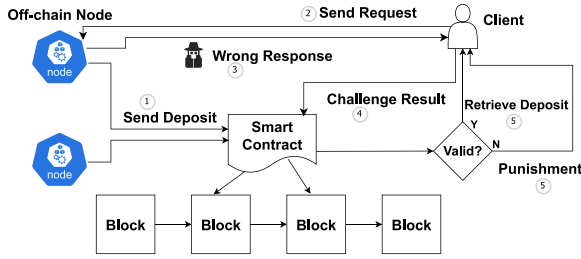 Off-chain Node
2 Send Request
Client
node
Wrong Response
3
1
Send Deposit
Challenge Result
4
Retrieve Deposit
5
Smart
Contract
Y
Valid?
N
Punishment
5
node
Block
Block
Block
Block